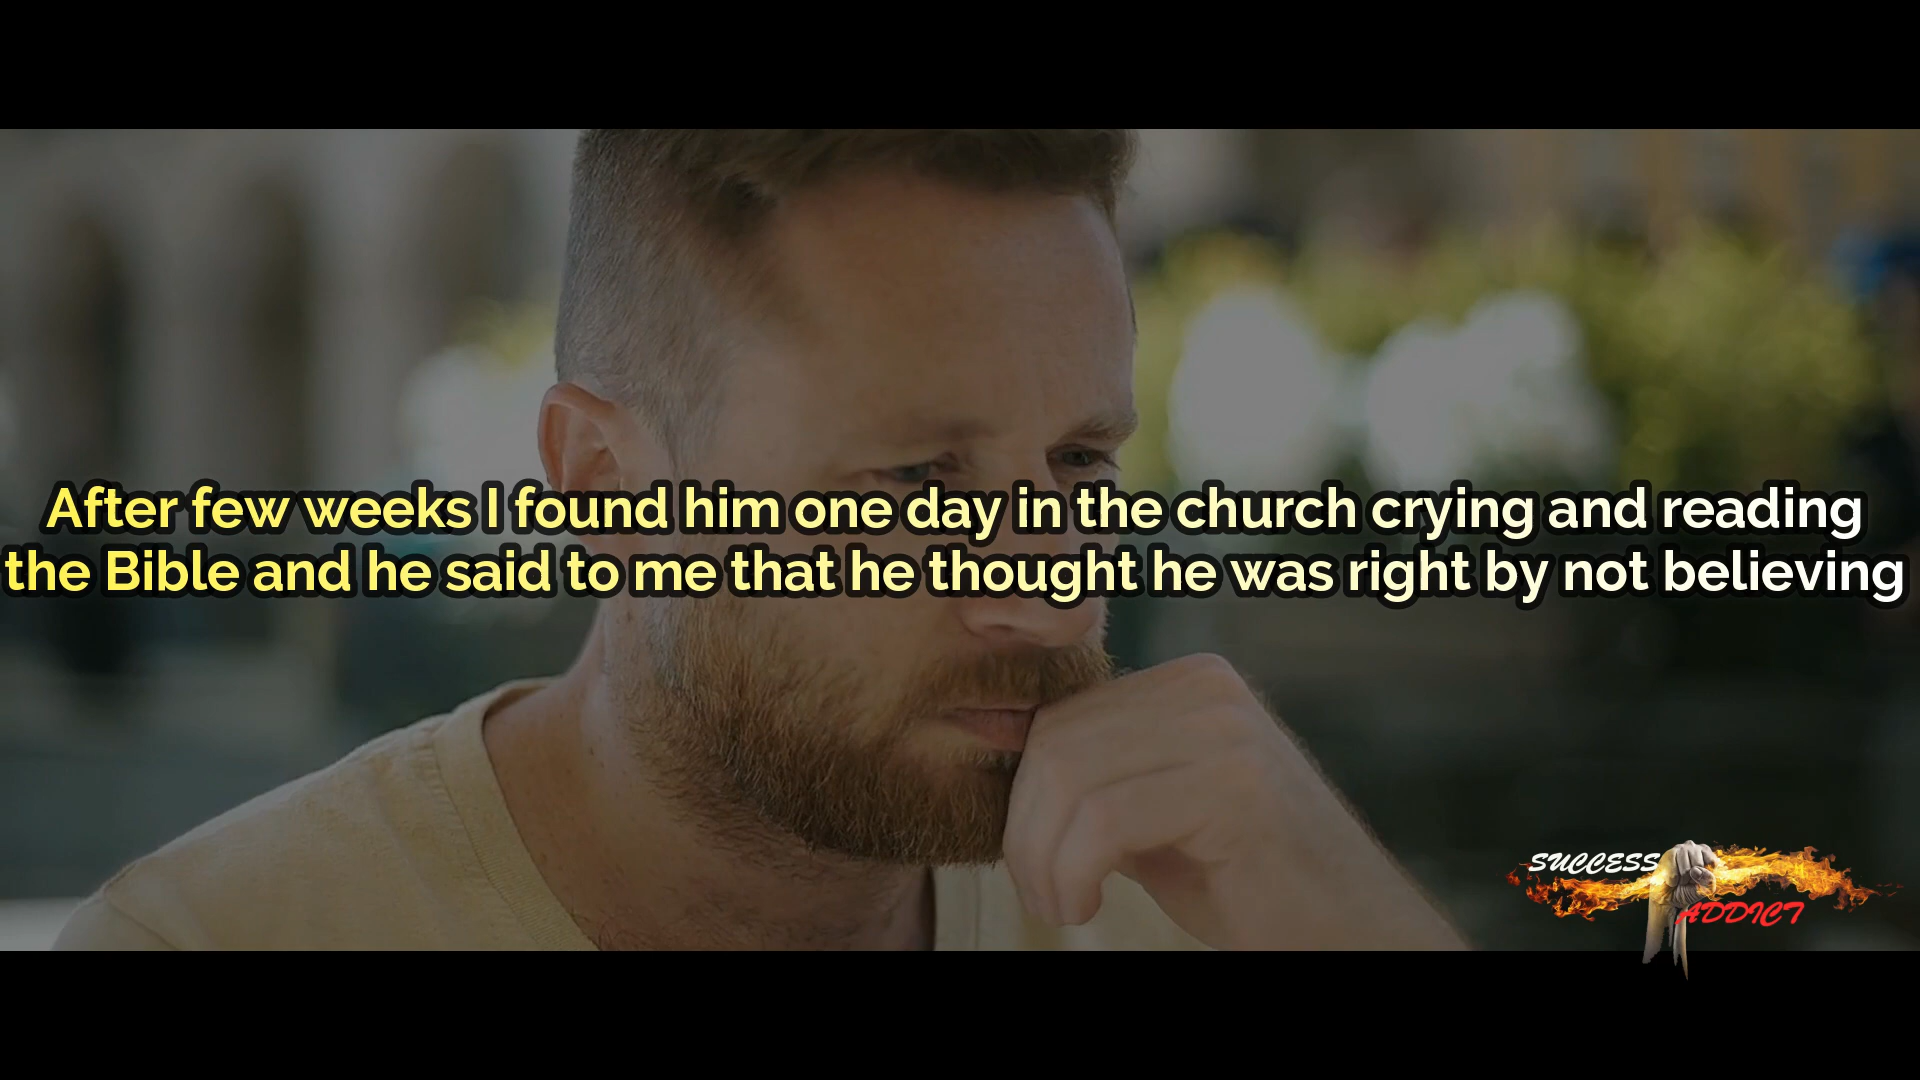 After few weeks I found him one day in the church crying and reading
the Bible and he said to me that he thought he was right by not believing
SUCCESS
ADDICT